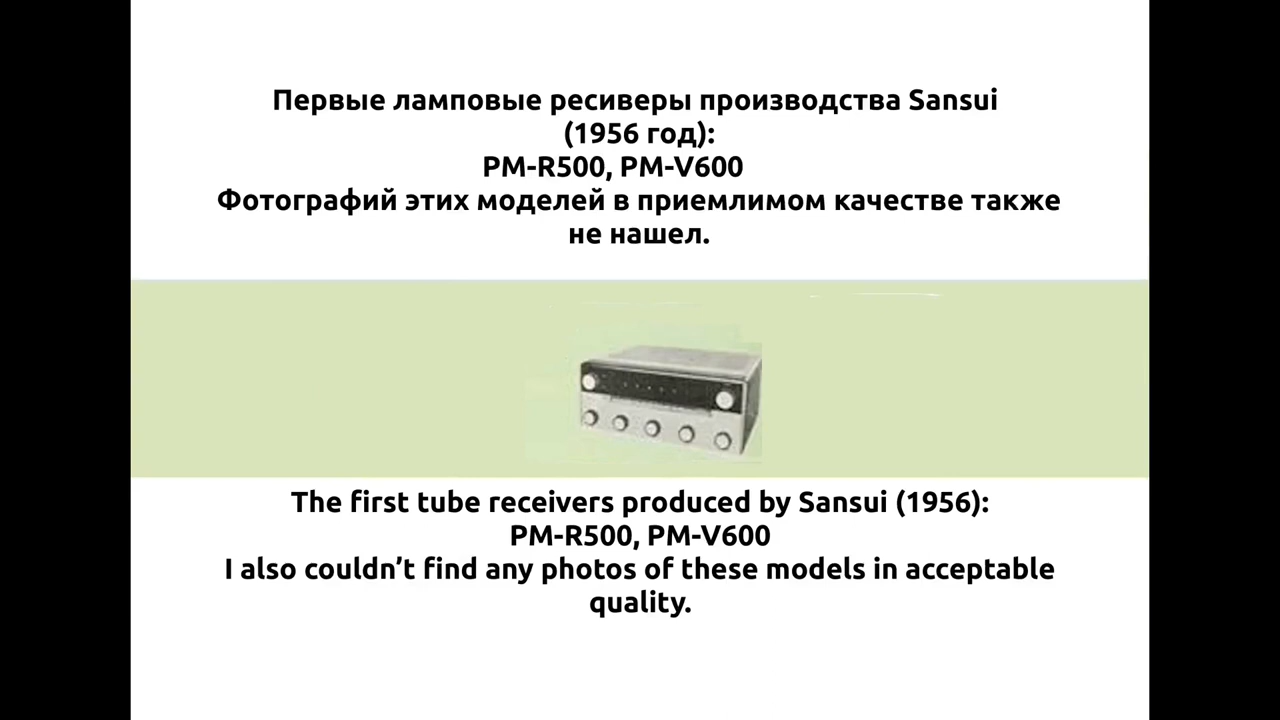 Первые ламповые ресиверы производства Sansui
(1956 год):
PM-R500, PM-V600
Фотографий этих моделей в приемлимом качестве также
не нашел.
The first tube receivers produced by Sansui (1956):
PM-R500, PM-V600
I also couldn’t find any photos of these models in acceptable
quality.